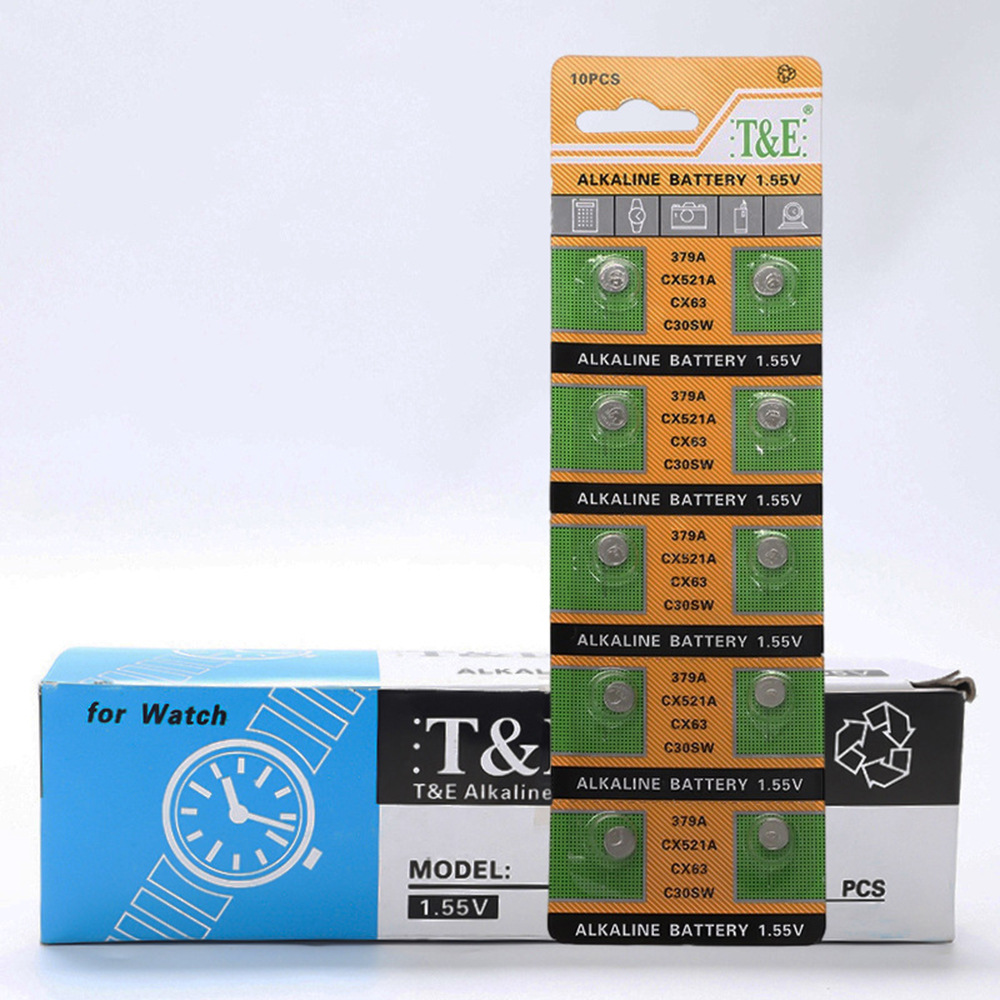 10PCS
T&E®
ALKALINE BATTERY 1.55V
379A
CX521A
CX63
C30SW
ALKALINE BATTERY 1.55V
379A
CX521A
CX63
C30SW
ALKALINE BATTERY 1.55V
379A
CX521A
CX63
C30SW
ALKALINE BATTERY 1.55V
379A
CX521A
CX63
C30SW
ALKALINE BATTERY 1.55V
379A
CX521A
CX63
C30SW
ALKALINE BATTERY 1.55V
for Watch
T&
T&E Alkaline
MODEL:
1.55V
PCS